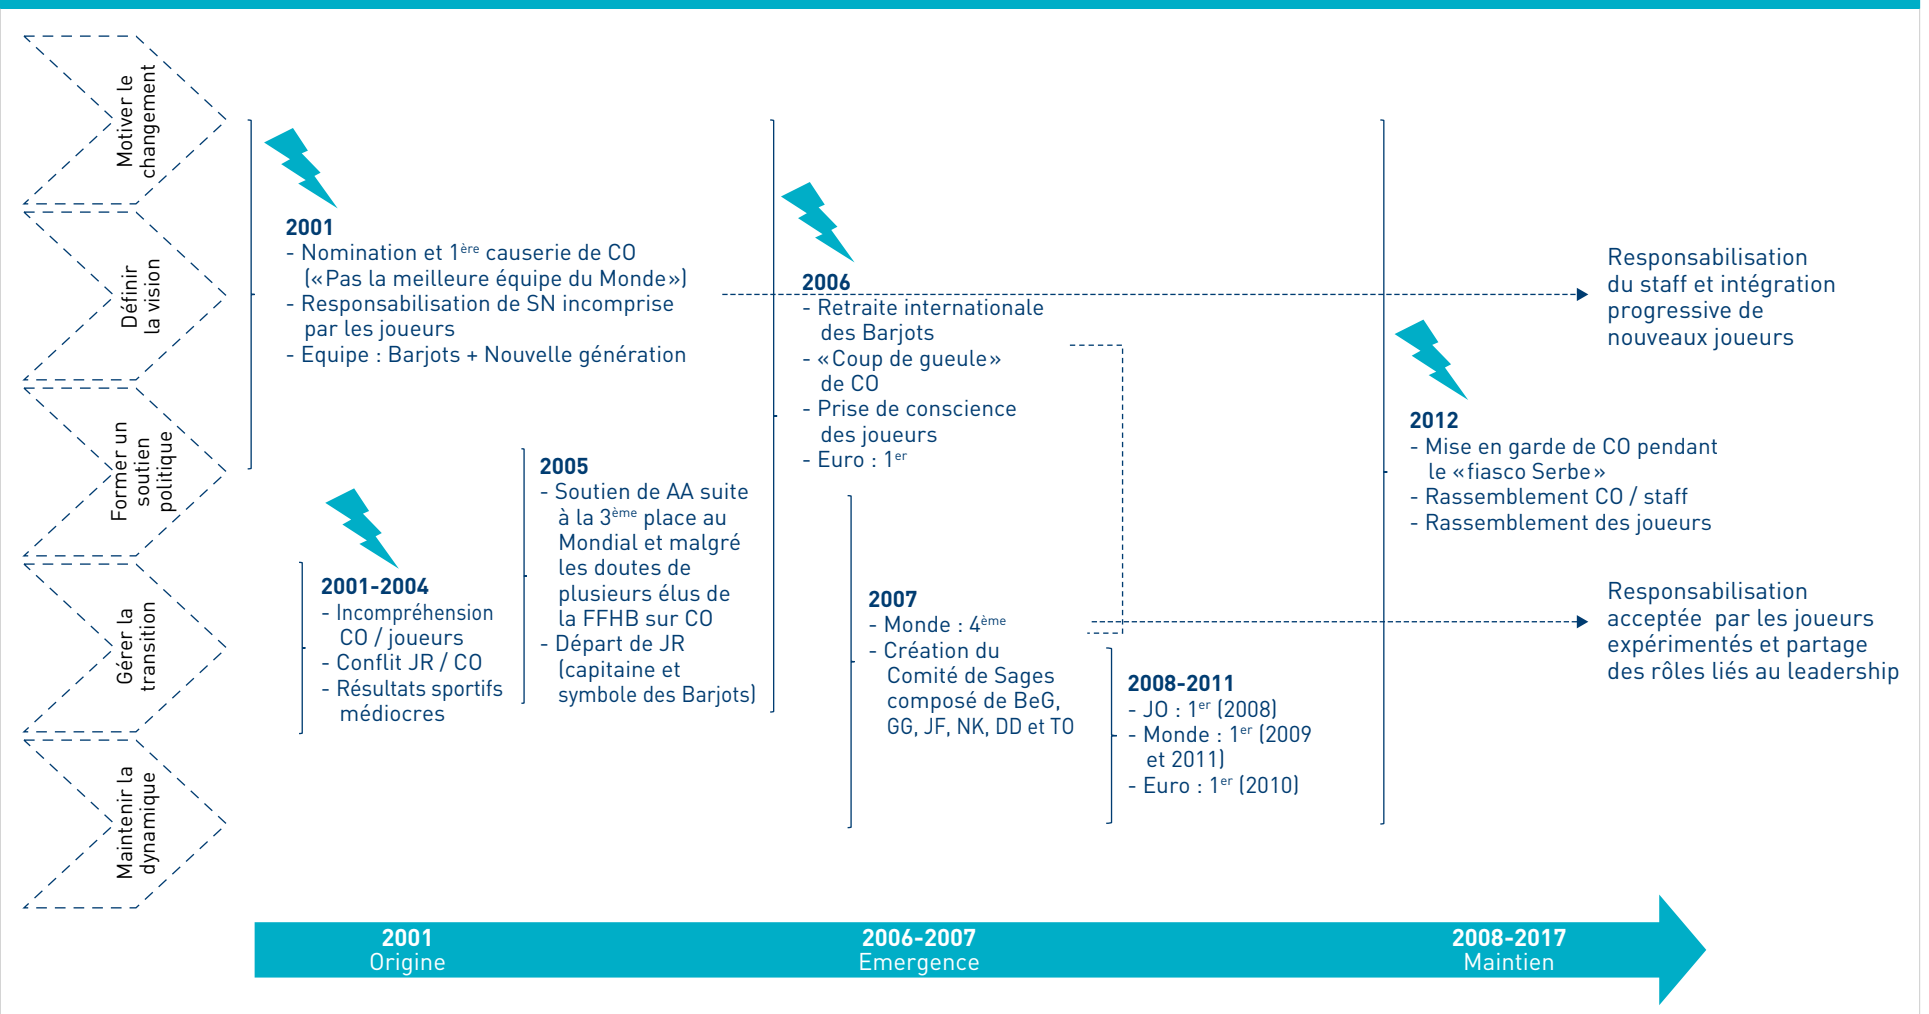 Motiver le
changement
Définir
la vision
Former un
soutien
politique
Gérer la
transition
Maintenir la
dynamique
2001
- Nomination et 1ère causerie de CO
(«Pas la meilleure équipe du Monde»)
- Responsabilisation de SN incomprise
par les joueurs
- Equipe : Barjots + Nouvelle génération
2001-2004
- Incompréhension
CO / joueurs
- Conflit JR / CO
- Résultats sportifs
médiocres
2005
- Soutien de AA suite
à la 3ème place au
Mondial et malgré
les doutes de
plusieurs élus de
la FFHB sur CO
- Départ de JR
(capitaine et
symbole des Barjots)
2006
- Retraite internationale
des Barjots
- «Coup de gueule»
de CO
- Prise de conscience
des joueurs
- Euro : 1er
2007
- Monde : 4ème
- Création du
Comité de Sages
composé de BeG,
GG, JF, NK, DD et TO
2008-2011
- JO : 1er (2008)
- Monde : 1er (2009
et 2011)
- Euro : 1er (2010)
2012
- Mise en garde de CO pendant
le «fiasco Serbe»
- Rassemblement CO / staff
- Rassemblement des joueurs
Responsabilisation
du staff et intégration
progressive de
nouveaux joueurs
Responsabilisation
acceptée par les joueurs
expérimentés et partage
des rôles liés au leadership
2001
Origine
2006-2007
Emergence
2008-2017
Maintien